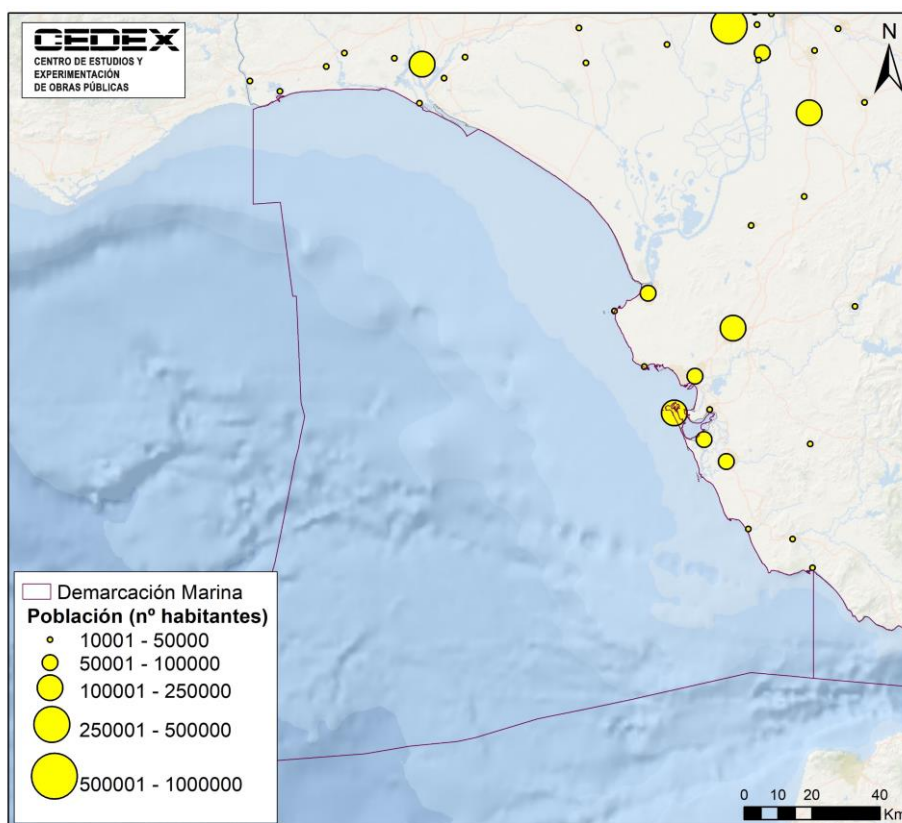 CEDEX
CENTRO DE ESTUDIOS Y
EXPERIMENTACIÓN
DE OBRAS PÚBLICAS
N
Demarcación Marina
Población (nº habitantes)
10001 - 50000
50001 - 100000
100001 - 250000
250001 - 500000
500001 - 1000000
0 10 20 40
Km